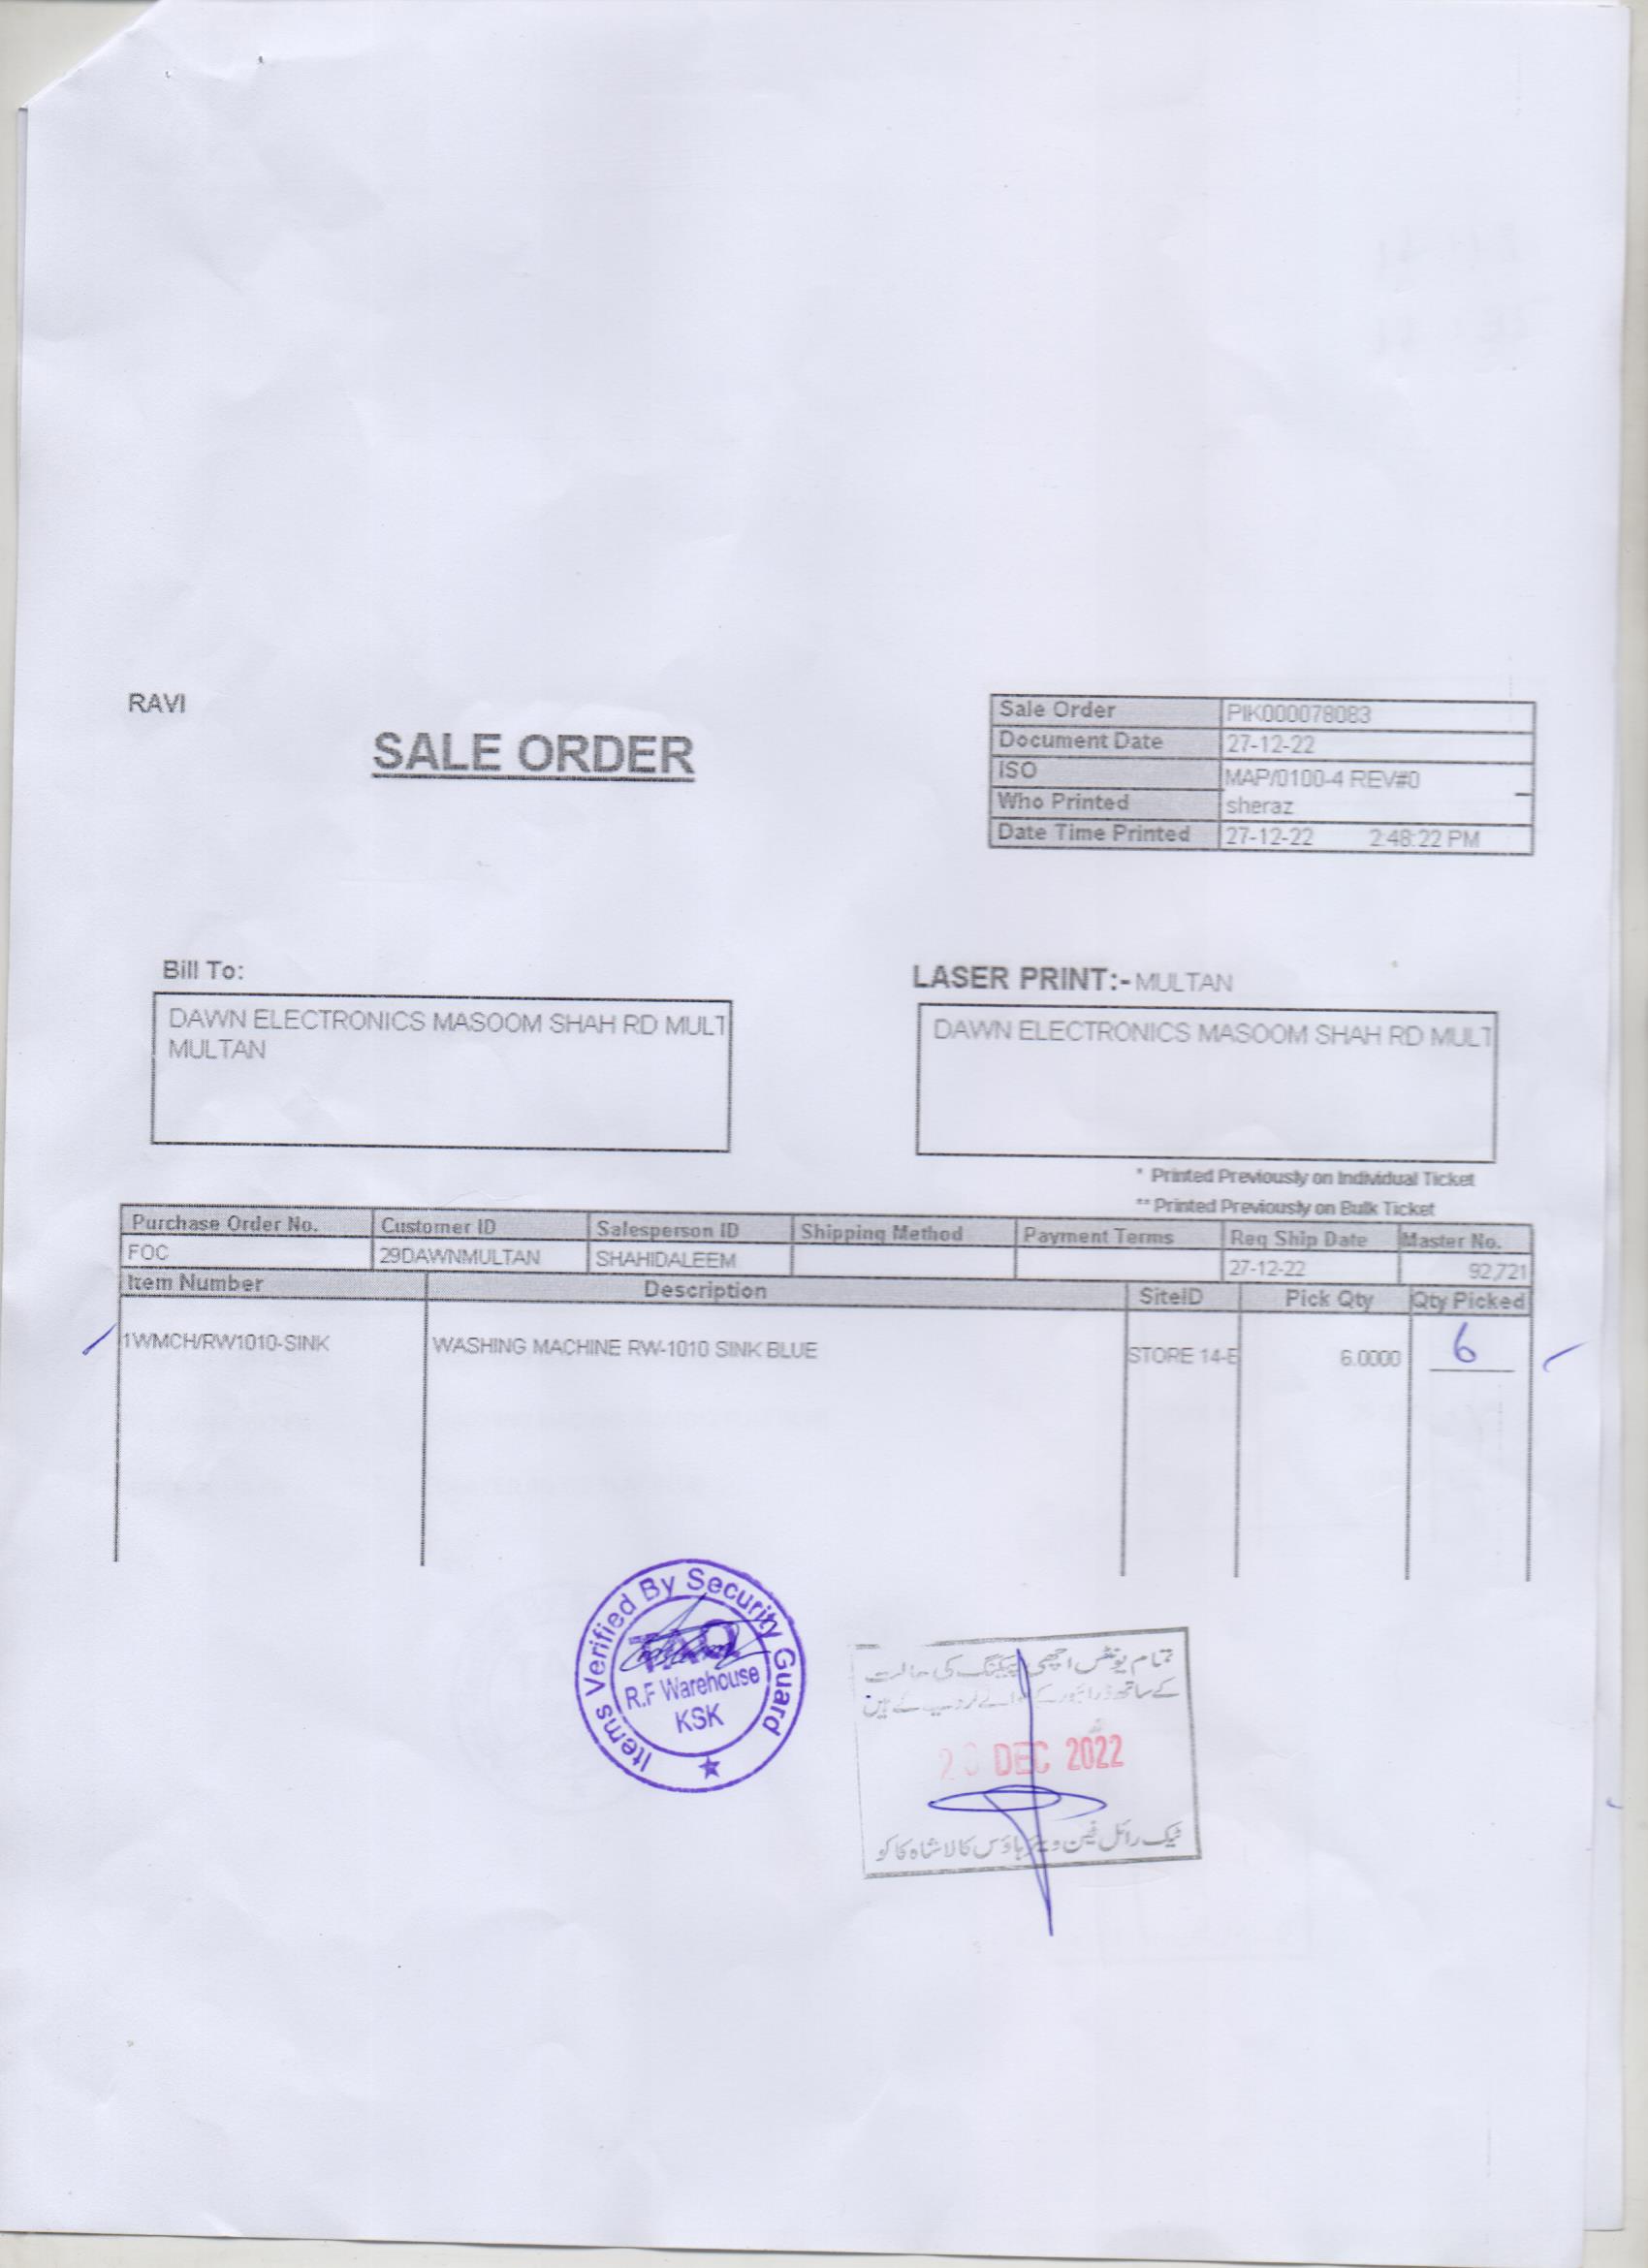 RAVI
SALE ORDER
Sale Order PIK000078083
Document Date 27-12-22
ISO MAP/0100-4 REV#0
Who Printed sheraz
Date Time Printed 27-12-22 2:48:22 PM
Bill To:
DAWN ELECTRONICS MASOOM SHAH RD MULT
MULTAN
LASER PRINT:- MULTAN
DAWN ELECTRONICS MASOOM SHAH RD MULT
* Printed Previously on Individual Ticket
** Printed Previously on Bulk Ticket
Purchase Order No. Customer ID Salesperson ID Shipping Method Payment Terms Req Ship Date Master No.
FOC 29DAWNMULTAN SHAHIDALEEM 27-12-22 92,721
Item Number Description SiteID Pick Qty Qty Picked
1WMCH/RW1010-SINK WASHING MACHINE RW-1010 SINK BLUE STORE 14-E 6.0000 6
Items Verified By Security Guard
R.F Warehouse
KSK
تمام یونٹس اچھی پیکنگ کی حالت
کے ساتھ ڈرائیور کے حوالے کردیے گئے ہیں
DEC 2022
ٹیک رائل فین ویئر ہاؤس کالا شاہ کاکو